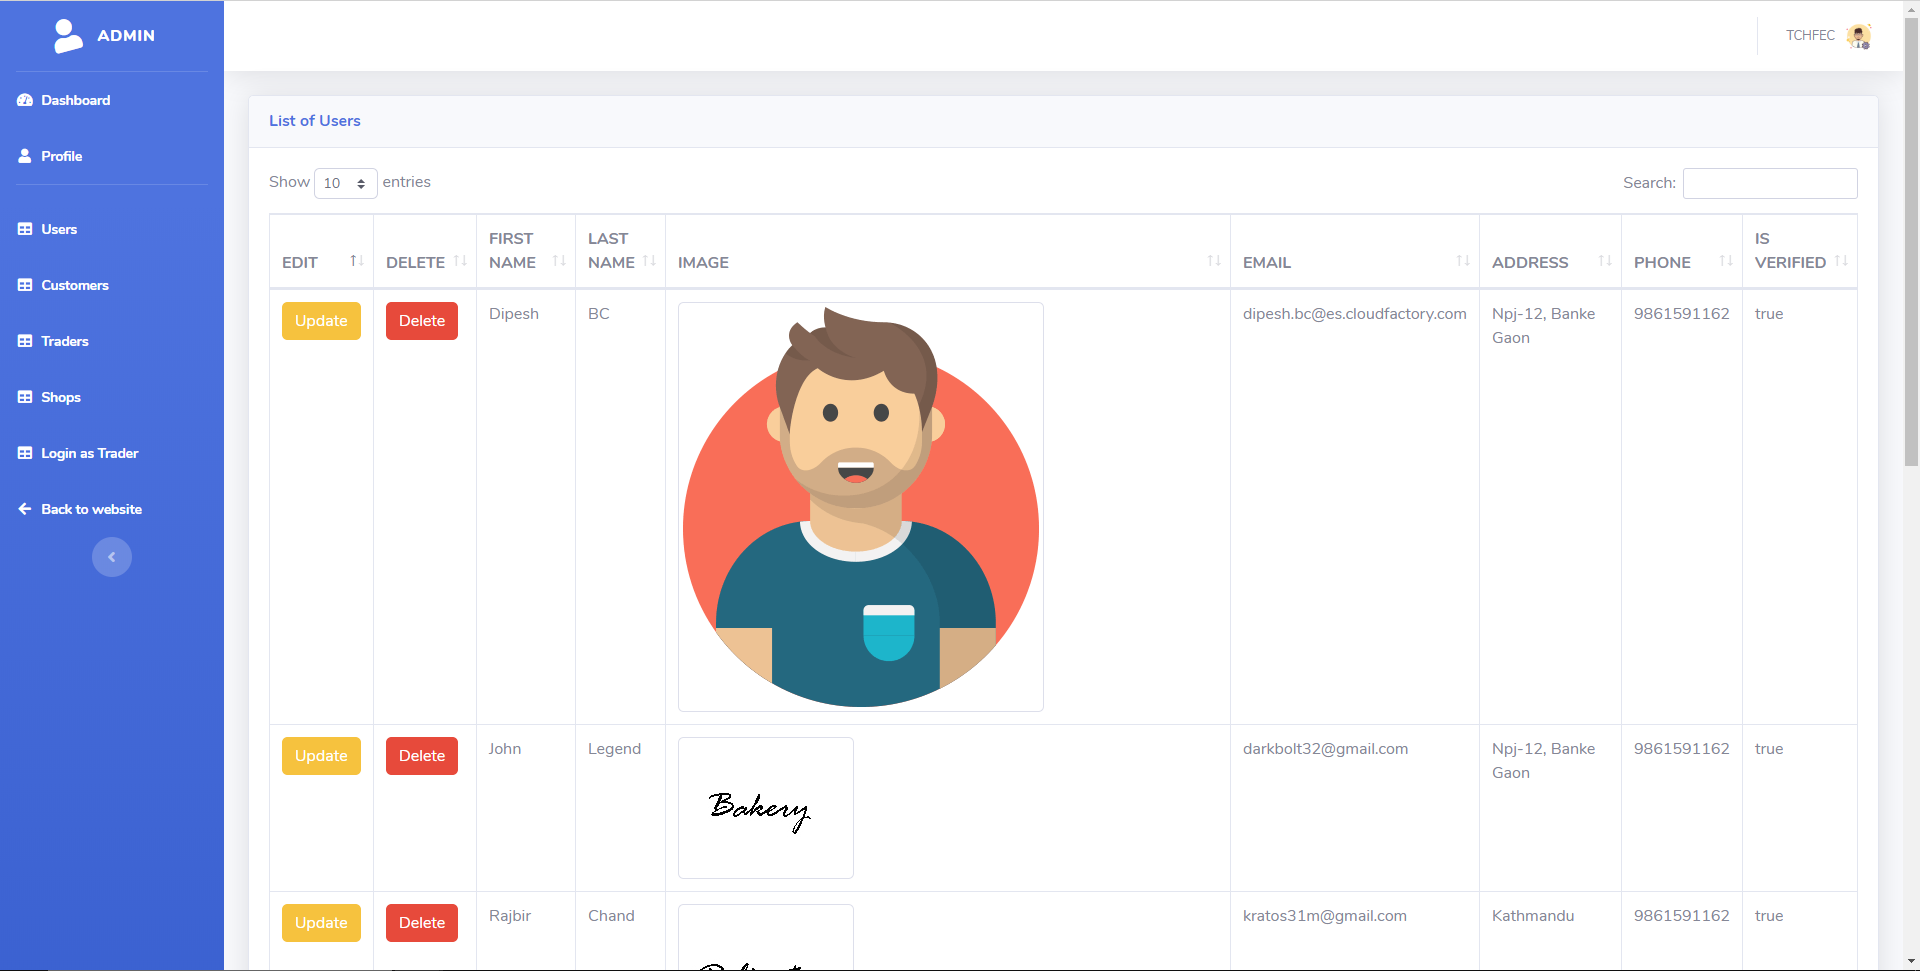 ADMIN
TCHFEC
Dashboard
Profile
Users
Customers
Traders
Shops
Login as Trader
Back to website
List of Users
Show 10 entries
Search:
EDIT DELETE FIRST NAME LAST NAME IMAGE EMAIL ADDRESS PHONE IS VERIFIED
Update Delete Dipesh BC dipesh.bc@es.cloudfactory.com Npj-12, Banke 9861591162 true
Gaon
Update Delete John Legend darkbolt32@gmail.com Npj-12, Banke 9861591162 true
Gaon
Bakery
Update Delete Rajbir Chand kratos31m@gmail.com Kathmandu 9861591162 true